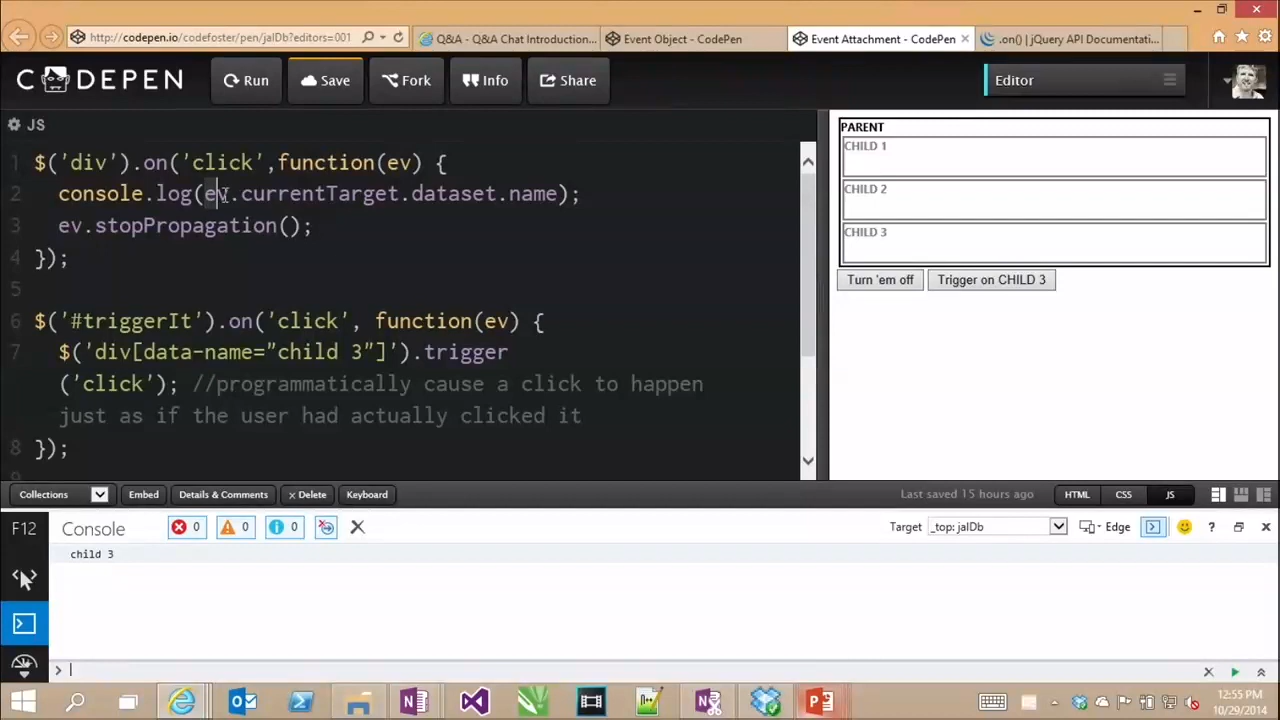 http://codepen.io/codefoster/pen/jalDb?editors=001
Q&A - Q&A Chat Introduction...
Event Object - CodePen
Event Attachment - CodePen
.on() | jQuery API Documentati...
CODEPEN
Run
Save
Fork
Info
Share
Editor
JS
1 $('div').on('click',function(ev) {
2 console.log(ev.currentTarget.dataset.name);
3 ev.stopPropagation();
4 });
5
6 $('#triggerIt').on('click', function(ev) {
7 $('div[data-name="child 3"]').trigger
('click'); //programmatically cause a click to happen
just as if the user had actually clicked it
8 });
9
PARENT
CHILD 1
CHILD 2
CHILD 3
Turn 'em off
Trigger on CHILD 3
Collections
Embed
Details & Comments
× Delete
Keyboard
Last saved 15 hours ago
HTML
CSS
JS
F12
Console
0
0
0
Target
_top: jalDb
Edge
?
child 3
>
12:55 PM
10/29/2014